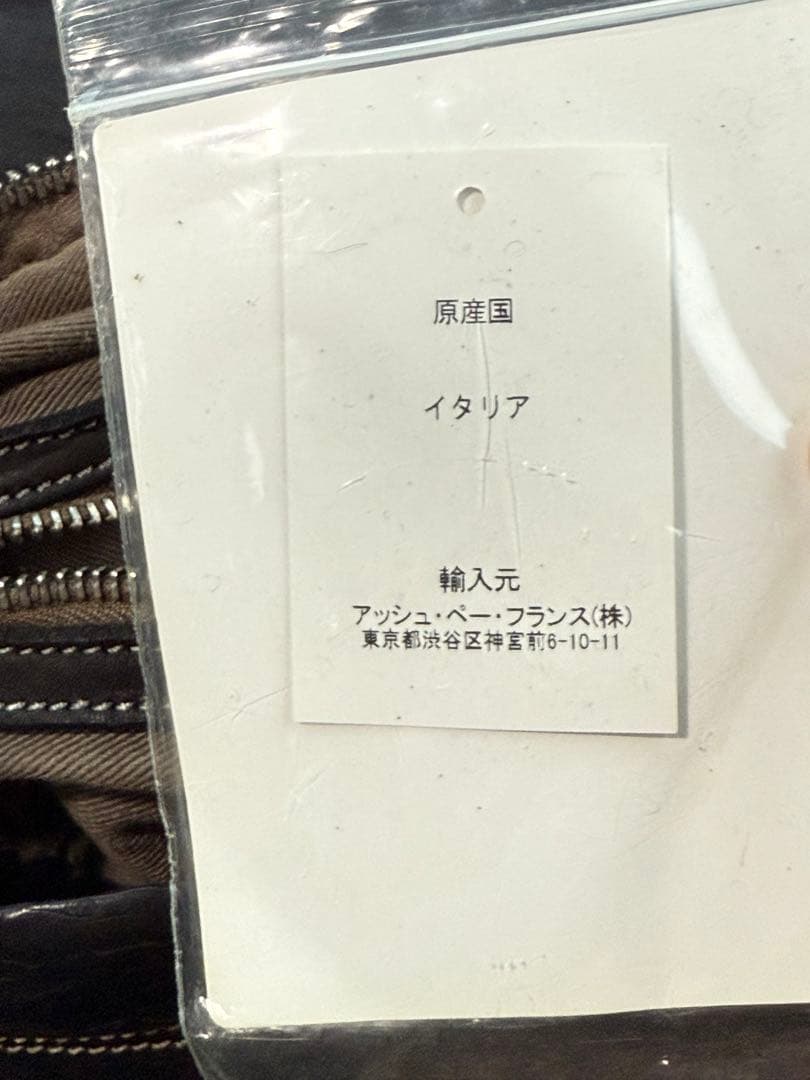 原産国
イタリア
輸入元
アッシュ・ペー・フランス(株)
東京都渋谷区神宮前6-10-11